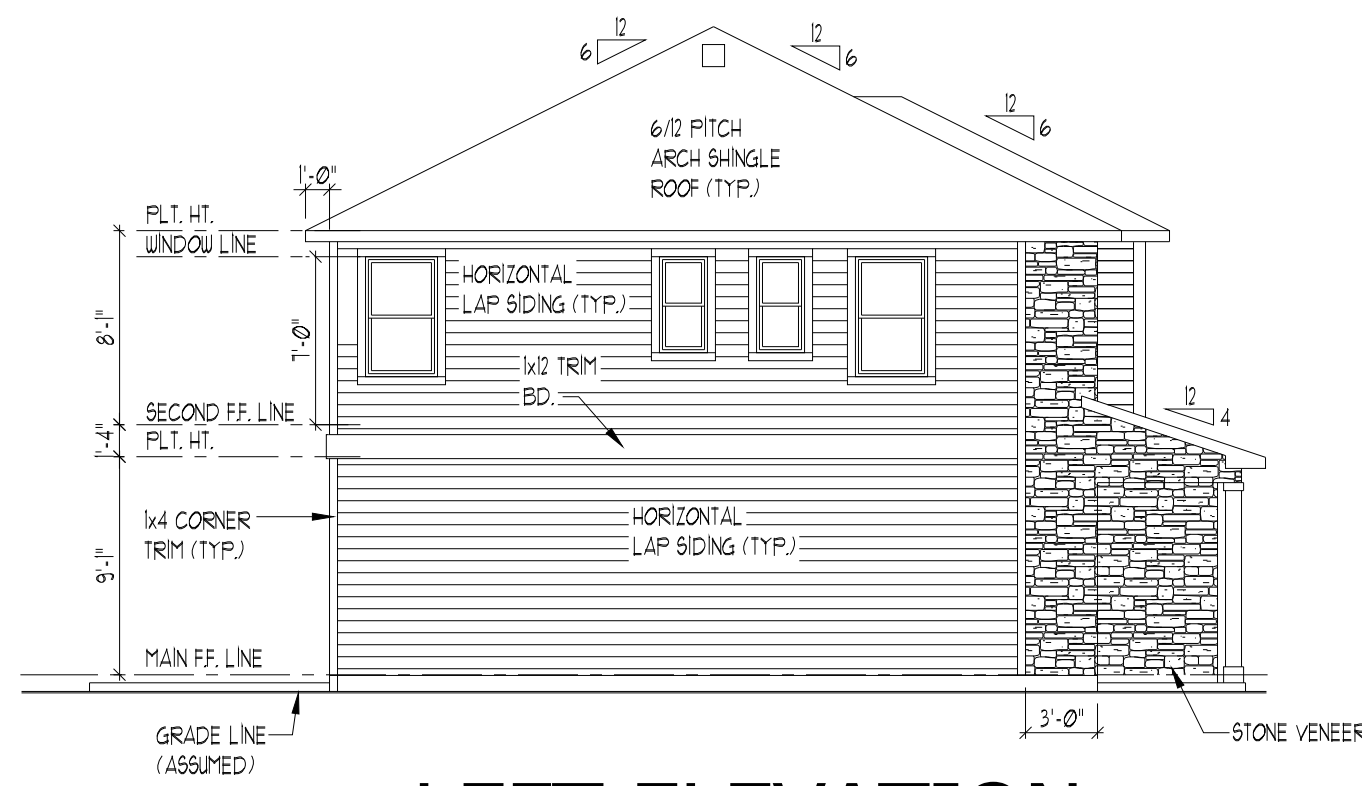 12
6
12
6
12
6
6/12 PITCH
ARCH SHINGLE
ROOF (TYP.)
1'-0"
PLT. HT.
WINDOW LINE
HORIZONTAL
LAP SIDING (TYP.)
8'-1"
7'-0"
1x12 TRIM
BD.
12
4
SECOND F.F. LINE
1'-4"
PLT. HT.
1x4 CORNER
TRIM (TYP.)
HORIZONTAL
LAP SIDING (TYP.)
9'-1"
MAIN F.F. LINE
3'-0"
GRADE LINE
(ASSUMED)
STONE VENEER
LEFT ELEVATION